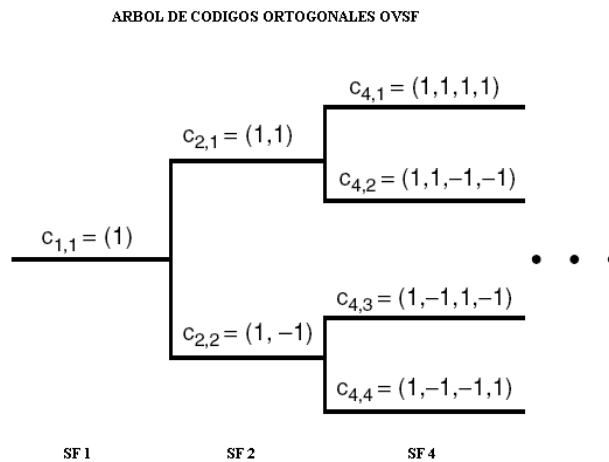 ARBOL DE CODIGOS ORTOGONALES OVSF
c4,1 = (1,1,1,1)
c2,1 = (1,1)
c4,2 = (1,1,−1,−1)
c1,1 = (1)
c4,3 = (1,−1,1,−1)
c2,2 = (1, −1)
c4,4 = (1,−1,−1,1)
SF 1 SF 2 SF 4